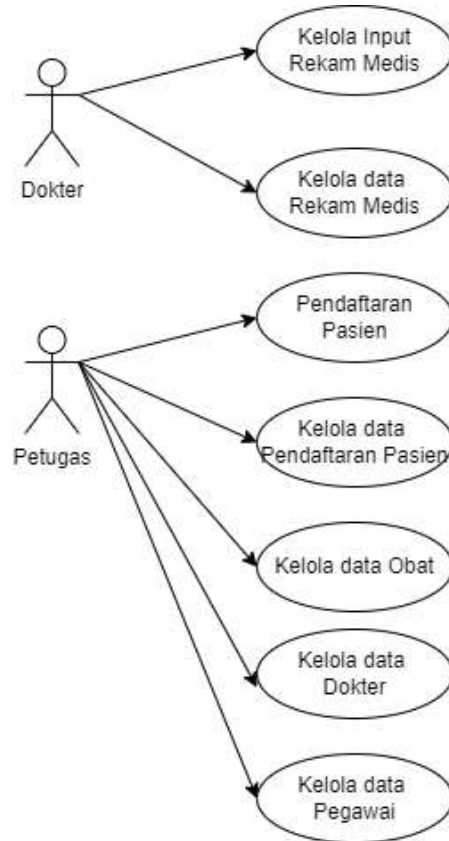 Kelola Input
Rekam Medis
Dokter
Kelola data
Rekam Medis
Pendaftaran
Pasien
Petugas
Kelola data
Pendaftaran Pasien
Kelola data Obat
Kelola data
Dokter
Kelola data
Pegawai